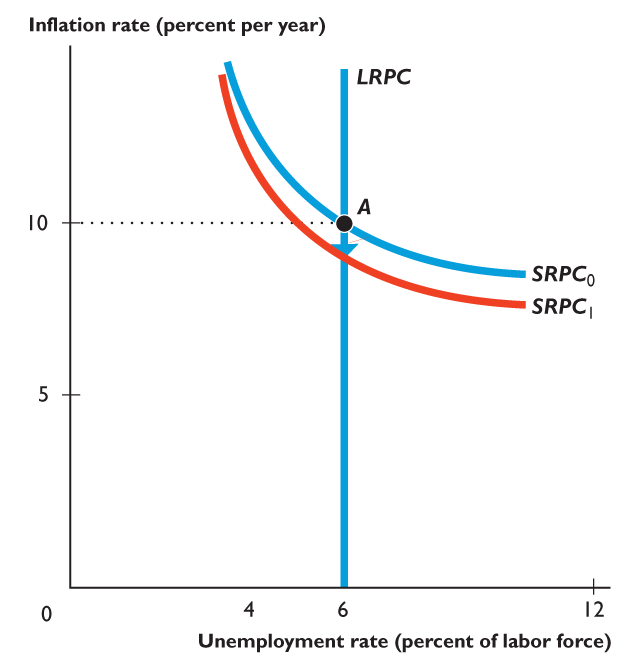 Inflation rate (percent per year)
LRPC
A
10
SRPC0
SRPC1
5
0
4 6 12
Unemployment rate (percent of labor force)